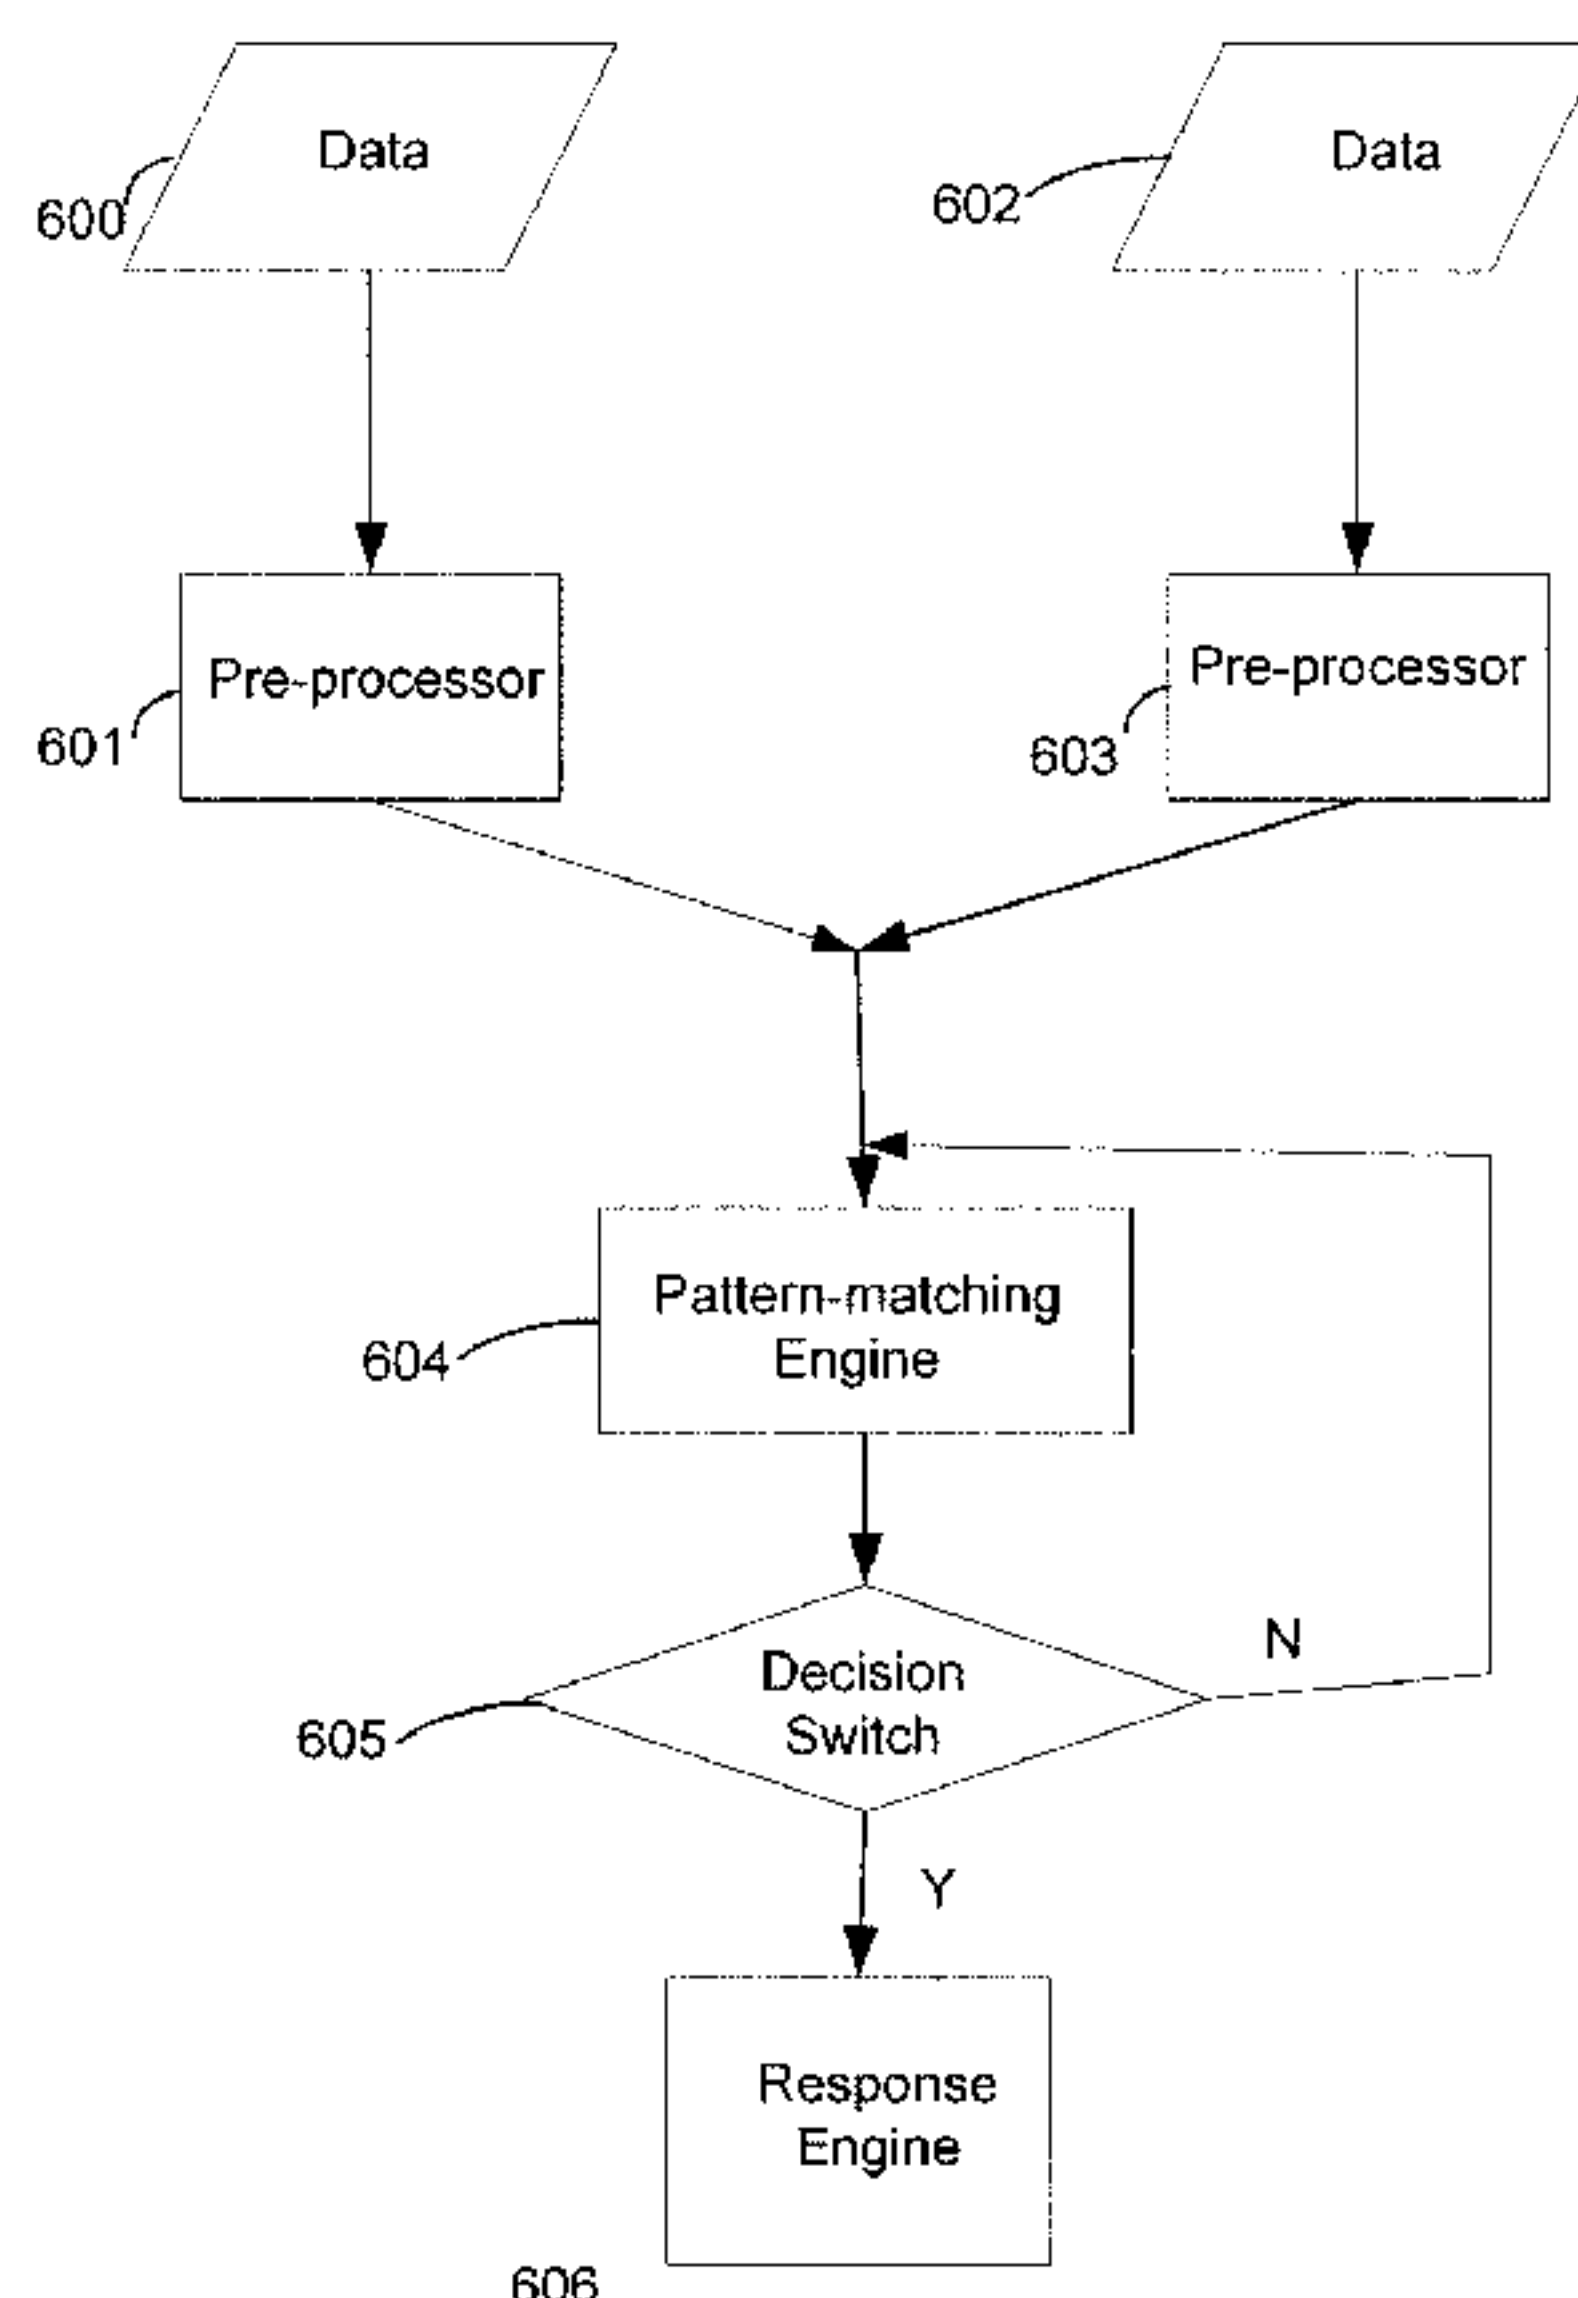 Data
Data
600
602
Pre-processor
Pre-processor
601
603
Pattern-matching
Engine
604
Decision
Switch
N
605
Y
Response
Engine
606